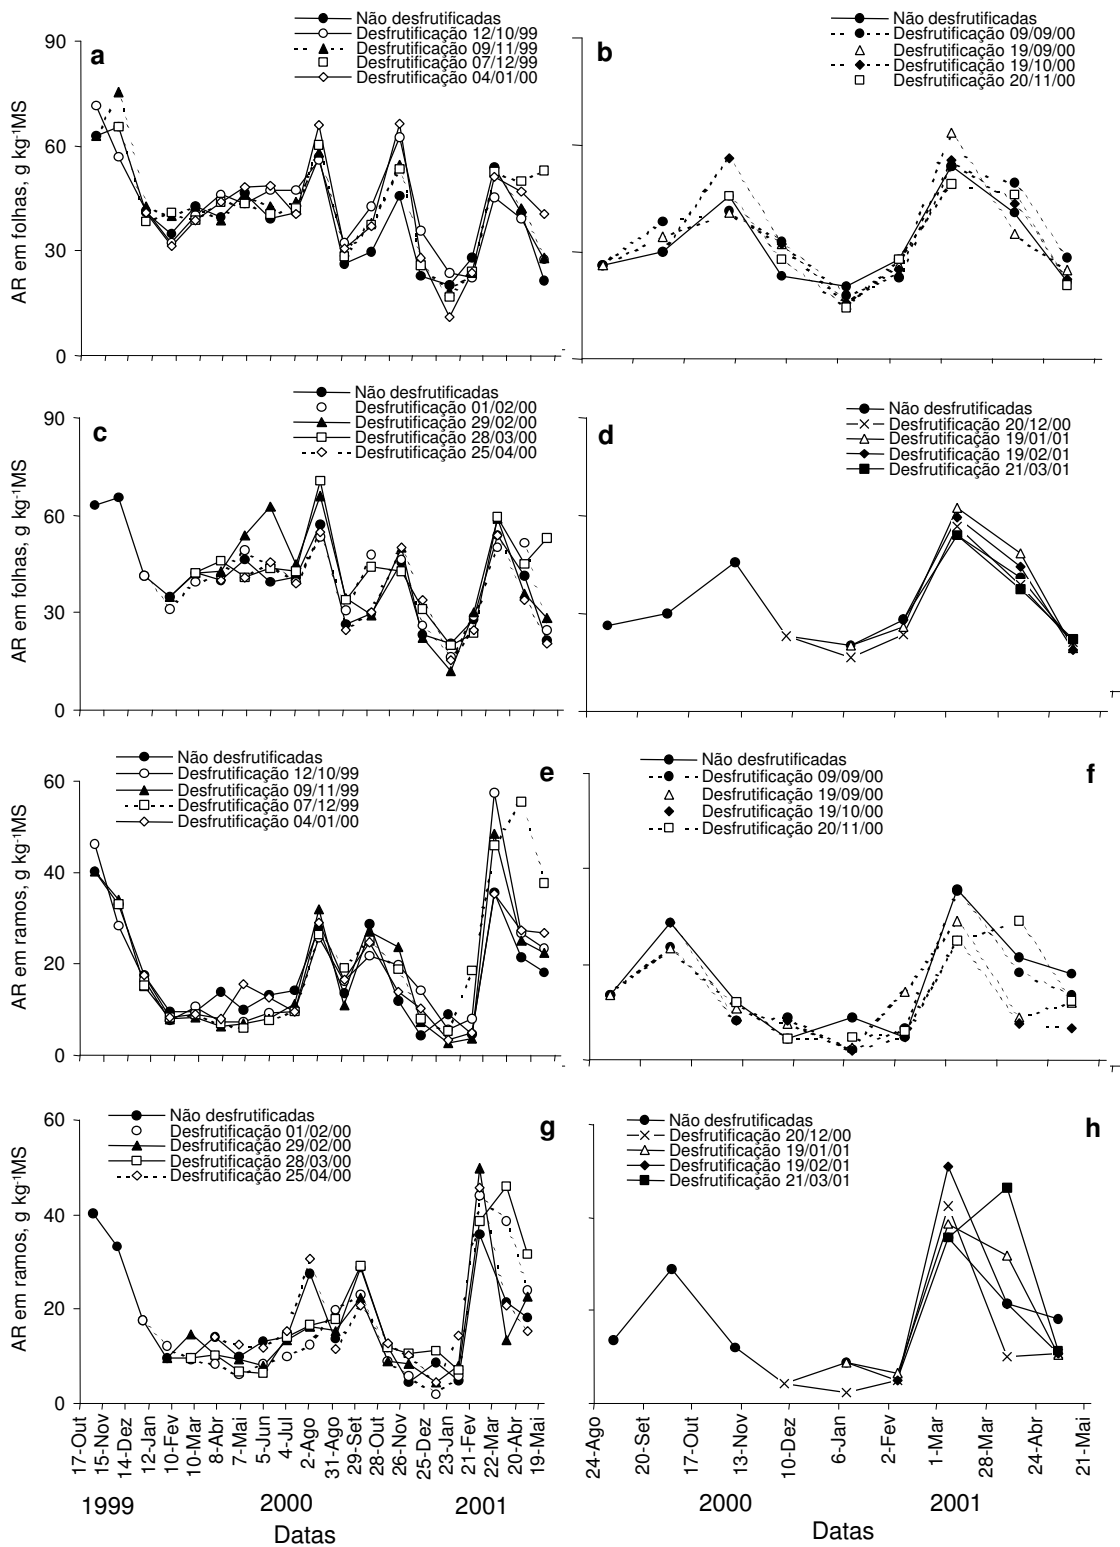 Não desfrutificadas
Desfrutificação 12/10/99
Desfrutificação 09/11/99
Desfrutificação 07/12/99
Desfrutificação 04/01/00
a
AR em folhas, g kg⁻¹MS
90
60
30
0
Não desfrutificadas
Desfrutificação 09/09/00
Desfrutificação 19/09/00
Desfrutificação 19/10/00
Desfrutificação 20/11/00
b
Não desfrutificadas
Desfrutificação 01/02/00
Desfrutificação 29/02/00
Desfrutificação 28/03/00
Desfrutificação 25/04/00
c
AR em folhas, g kg⁻¹MS
90
60
30
0
Não desfrutificadas
Desfrutificação 20/12/00
Desfrutificação 19/01/01
Desfrutificação 19/02/01
Desfrutificação 21/03/01
d
Não desfrutificadas
Desfrutificação 12/10/99
Desfrutificação 09/11/99
Desfrutificação 07/12/99
Desfrutificação 04/01/00
e
AR em ramos, g kg⁻¹MS
60
40
20
0
Não desfrutificadas
Desfrutificação 09/09/00
Desfrutificação 19/09/00
Desfrutificação 19/10/00
Desfrutificação 20/11/00
f
Não desfrutificadas
Desfrutificação 01/02/00
Desfrutificação 29/02/00
Desfrutificação 28/03/00
Desfrutificação 25/04/00
g
AR em ramos, g kg⁻¹MS
60
40
20
0
17-Out
15-Nov
14-Dez
12-Jan
10-Fev
10-Mar
8-Abr
7-Mai
5-Jun
4-Jul
2-Ago
31-Ago
29-Set
28-Out
26-Nov
25-Dez
23-Jan
21-Fev
22-Mar
20-Abr
19-Mai
1999
2000
2001
Datas
Não desfrutificadas
Desfrutificação 20/12/00
Desfrutificação 19/01/01
Desfrutificação 19/02/01
Desfrutificação 21/03/01
h
24-Ago
20-Set
17-Out
13-Nov
10-Dez
6-Jan
2-Fev
1-Mar
28-Mar
24-Abr
21-Mai
2000
2001
Datas